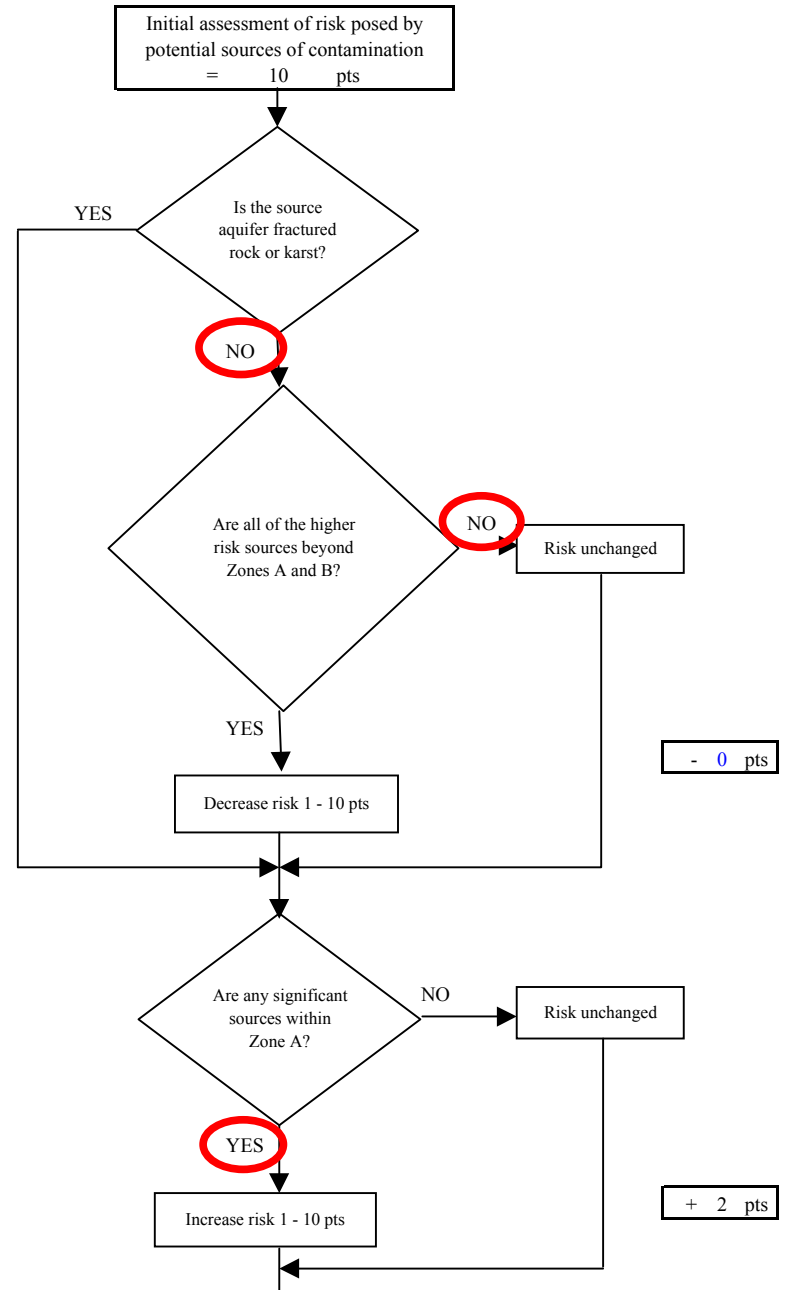 Initial assessment of risk posed by
potential sources of contamination
= 10 pts
YES
Is the source
aquifer fractured
rock or karst?
NO
Are all of the higher
risk sources beyond
Zones A and B?
NO
Risk unchanged
YES
- 0 pts
Decrease risk 1 - 10 pts
Are any significant
sources within
Zone A?
NO
Risk unchanged
YES
Increase risk 1 - 10 pts
+ 2 pts